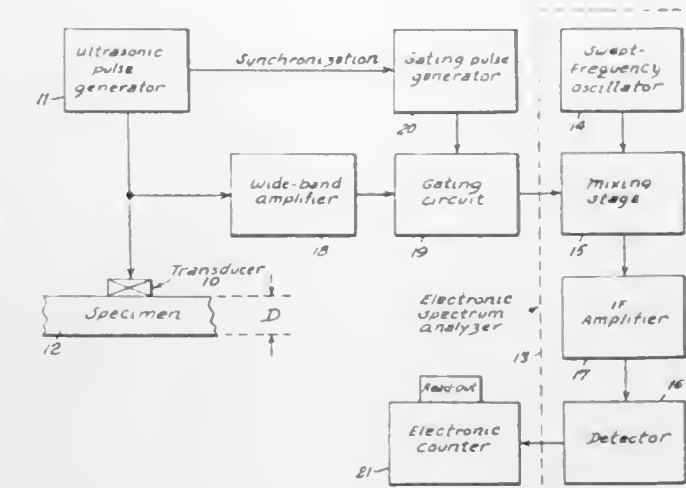 Ultrasonic
pulse
generator
11
Synchronization
Gating pulse
generator
20
Swept-
frequency
oscillator
14
Wide-band
amplifier
18
Gating
circuit
19
Mixing
stage
15
Transducer
10
Specimen
12
D
Electronic
Spectrum
analyzer
13
IF
Amplifier
17
16
Read out
Electronic
counter
21
Detector